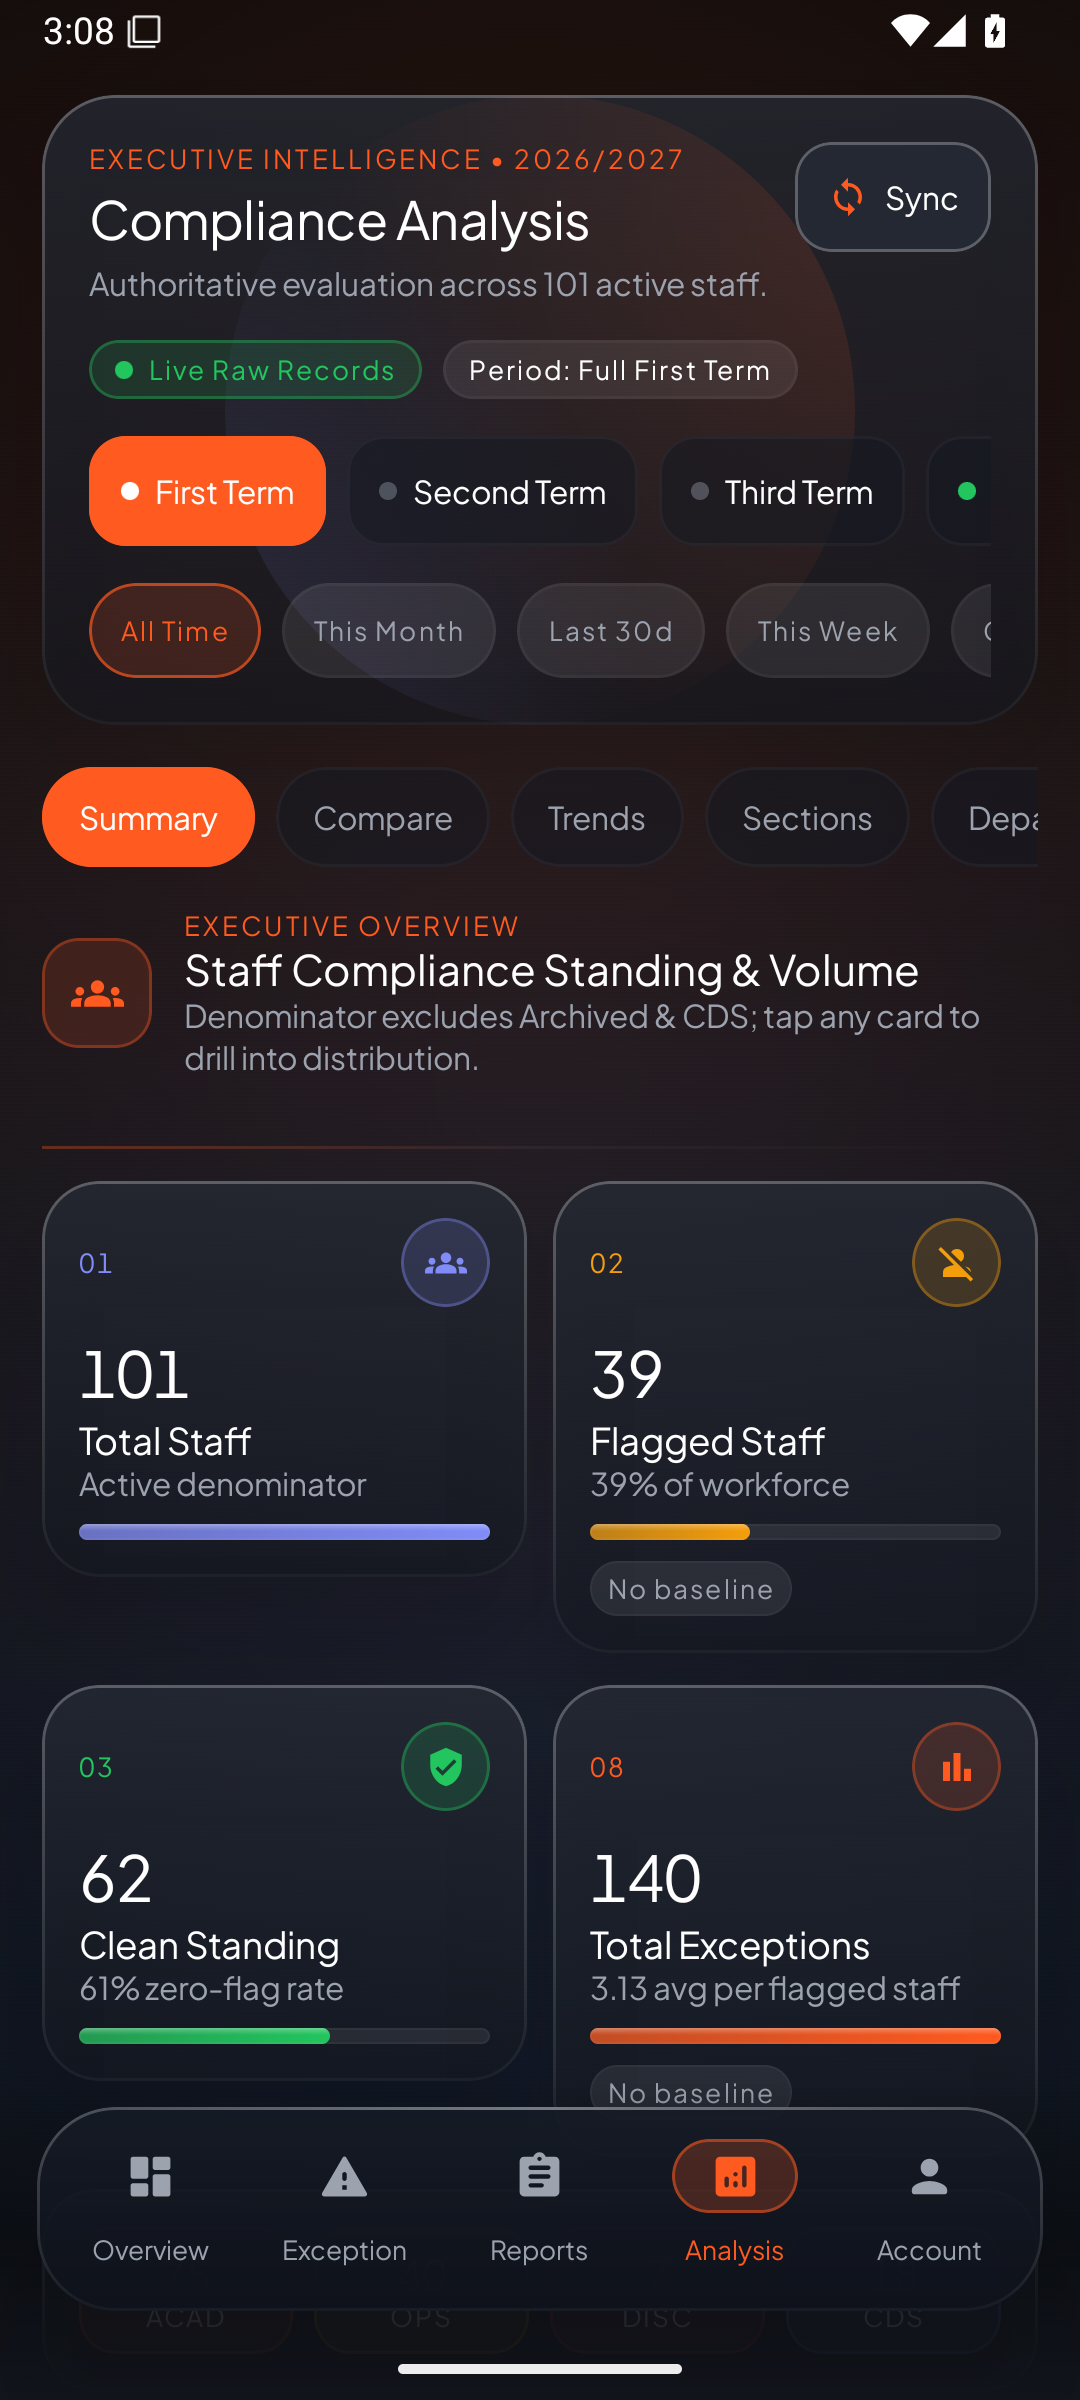 3:08
EXECUTIVE INTELLIGENCE • 2026/2027
Compliance Analysis
Sync
Authoritative evaluation across 101 active staff.
Live Raw Records
Period: Full First Term
First Term
Second Term
Third Term
All Time
This Month
Last 30d
This Week
Summary
Compare
Trends
Sections
Depa
EXECUTIVE OVERVIEW
Staff Compliance Standing & Volume
Denominator excludes Archived & CDS; tap any card to
drill into distribution.
01
101
Total Staff
Active denominator
02
39
Flagged Staff
39% of workforce
No baseline
03
62
Clean Standing
61% zero-flag rate
08
140
Total Exceptions
3.13 avg per flagged staff
No baseline
Overview
Exception
Reports
Analysis
Account
ACAD
OPS
DISC
CDS